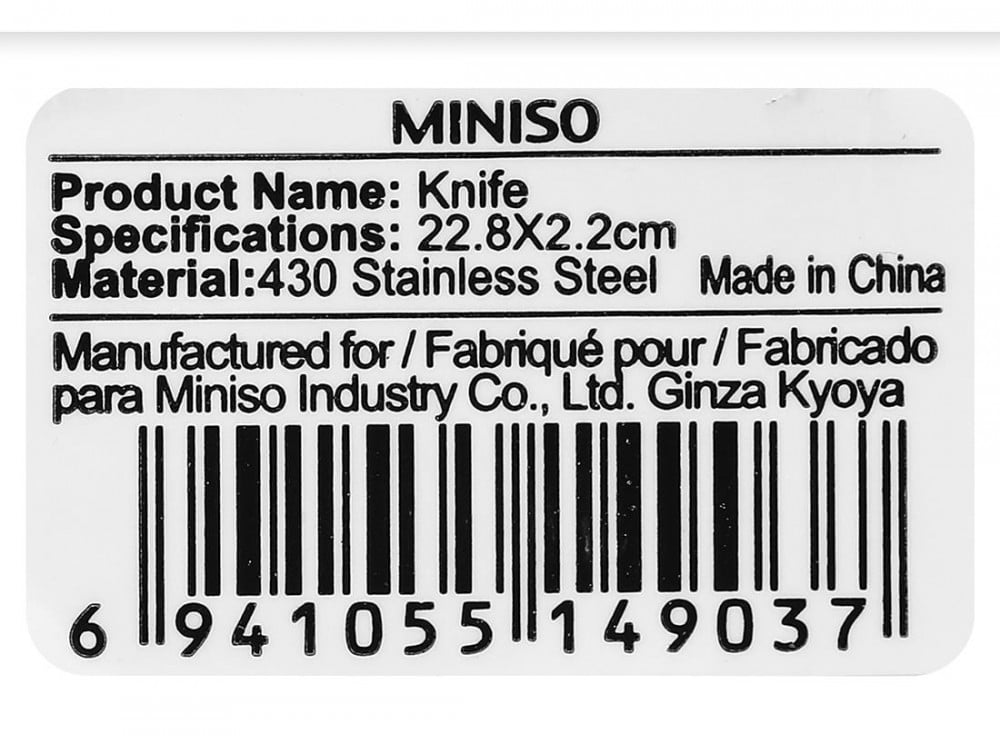 MINISO
Product Name: Knife
Specifications: 22.8X2.2cm
Material:430 Stainless Steel Made in China
Manufactured for / Fabriqué pour / Fabricado
para Miniso Industry Co., Ltd. Ginza Kyoya
6 941055 149037